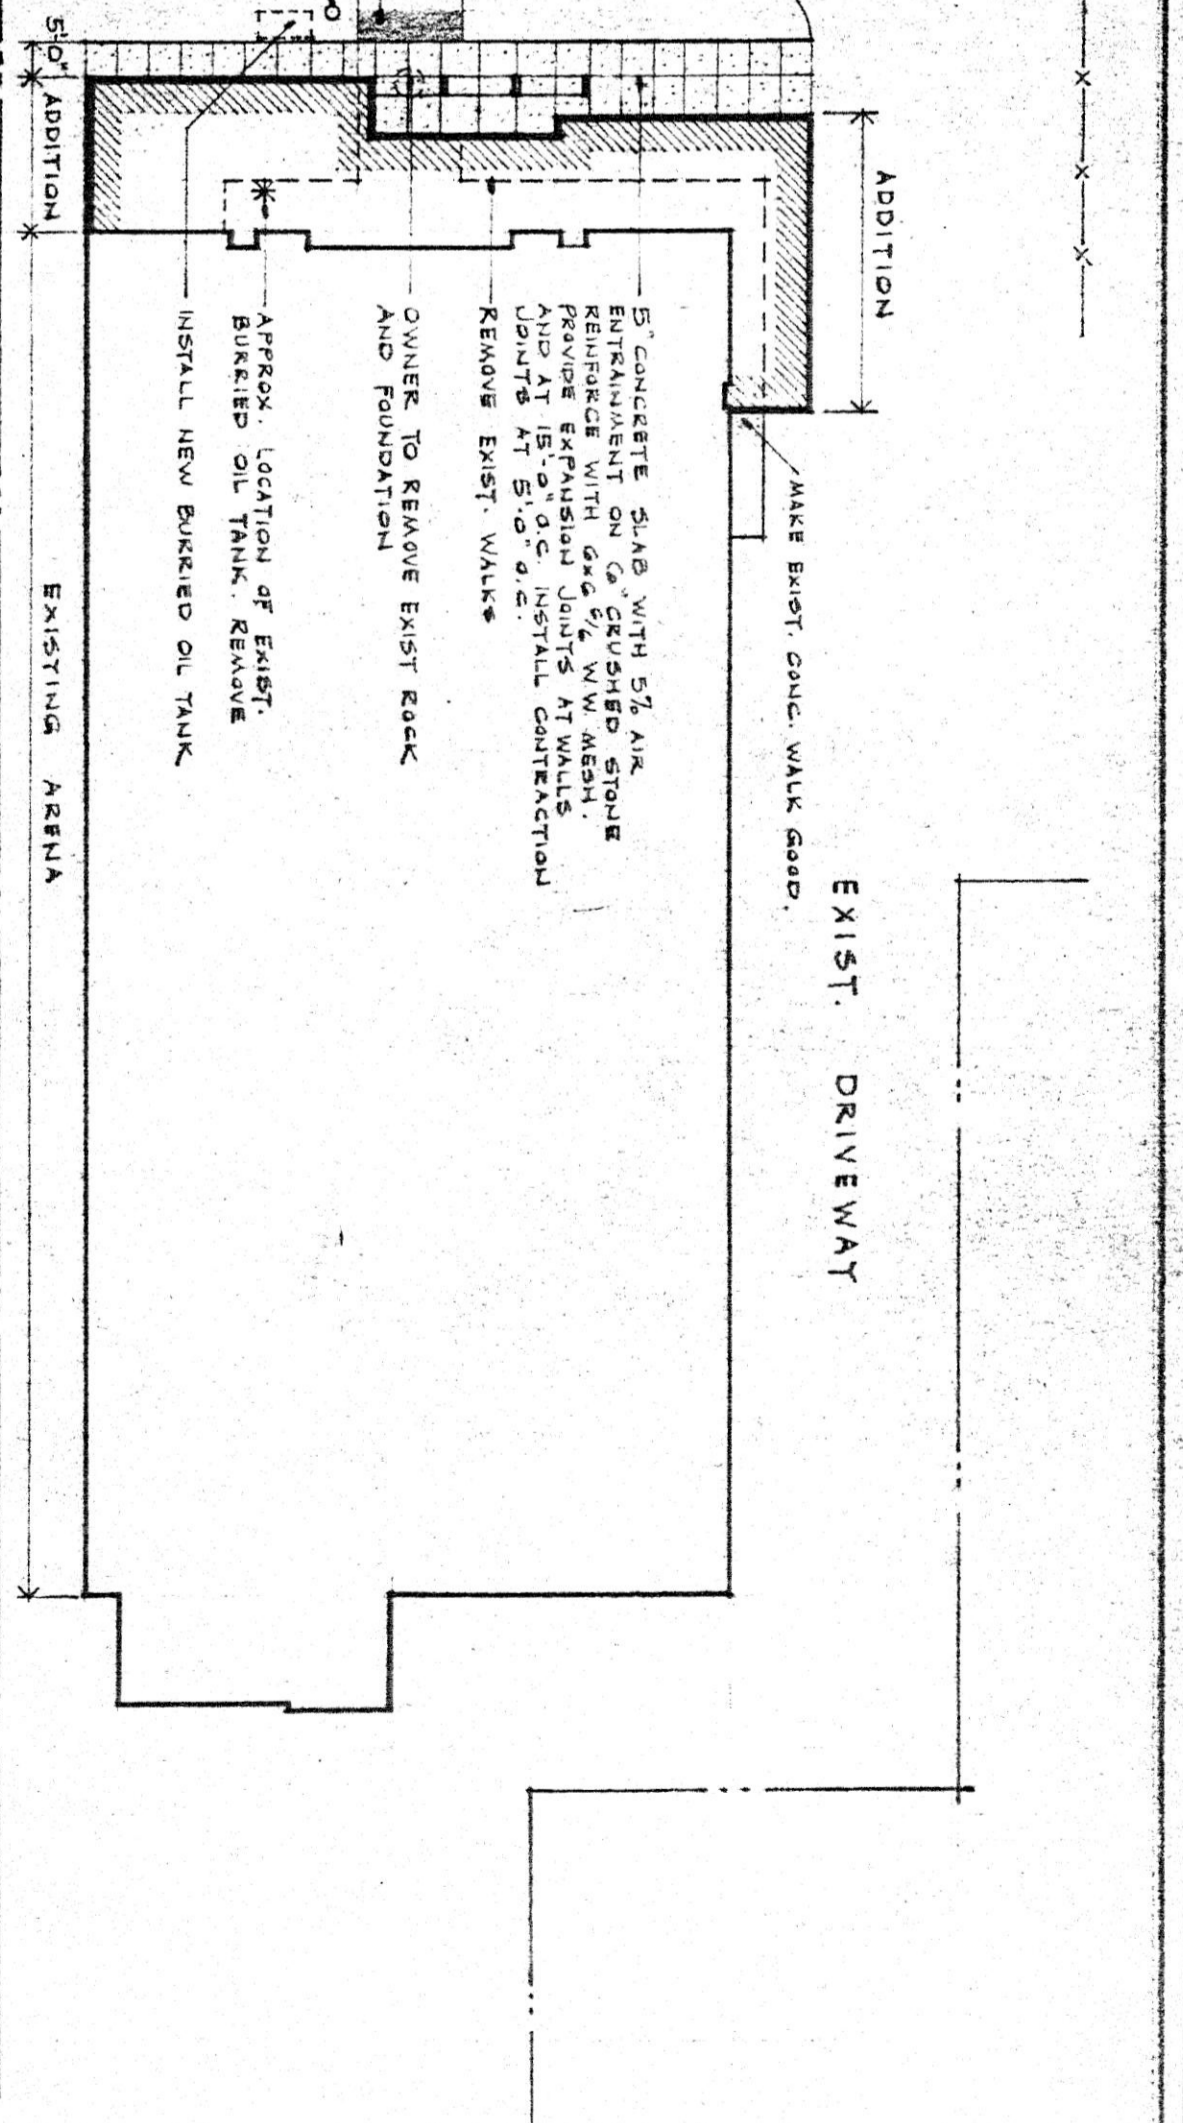 ADDITION
MAKE EXIST. CONC. WALK GOOD.
EXIST. DRIVEWAY
5" CONCRETE SLAB WITH 5% AIR
ENTRAINMENT ON 6" CRUSHED STONE
REINFORCE WITH 6x6 6/6 W.W. MESH.
PROVIDE EXPANSION JOINTS AT WALLS
AND AT 15'-0" O.C. INSTALL CONTRACTION
JOINTS AT 5'-0" O.C.
REMOVE EXIST. WALKS
OWNER TO REMOVE EXIST ROCK
AND FOUNDATION
APPROX. LOCATION OF EXIST.
BURRIED OIL TANK. REMOVE
INSTALL NEW BURRIED OIL TANK
5'0" ADDITION
EXISTING ARENA